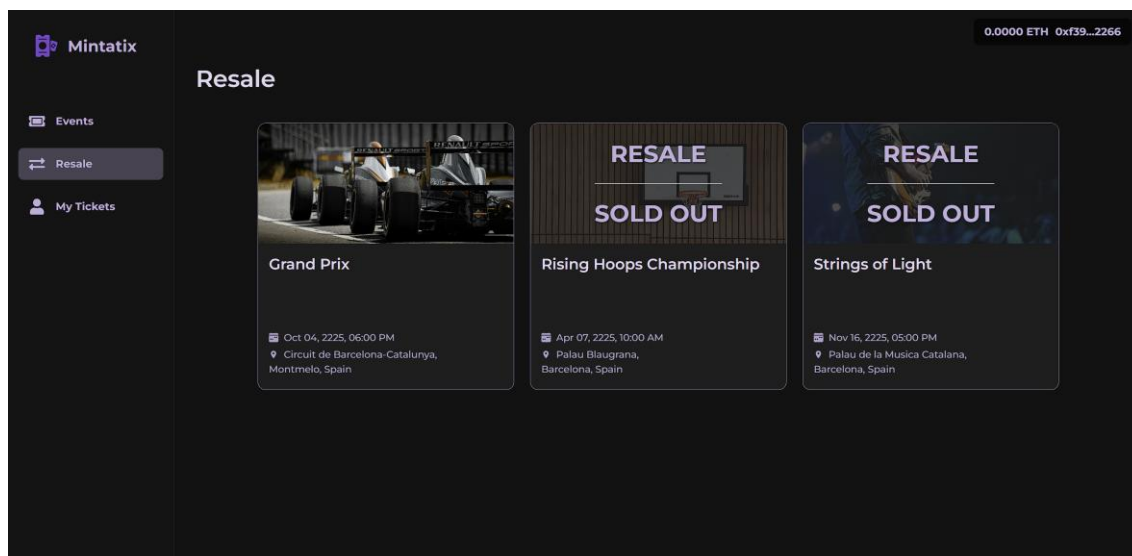 Mintatix
0.0000 ETH 0xf39...2266
Resale
Events
Resale
My Tickets
RENAULT SPORT
RESALE
SOLD OUT
RESALE
SOLD OUT
Grand Prix
Oct 04, 2225, 06:00 PM
Circuit de Barcelona-Catalunya,
Montmelo, Spain
Rising Hoops Championship
Apr 07, 2225, 10:00 AM
Palau Blaugrana,
Barcelona, Spain
Strings of Light
Nov 16, 2225, 05:00 PM
Palau de la Musica Catalana,
Barcelona, Spain